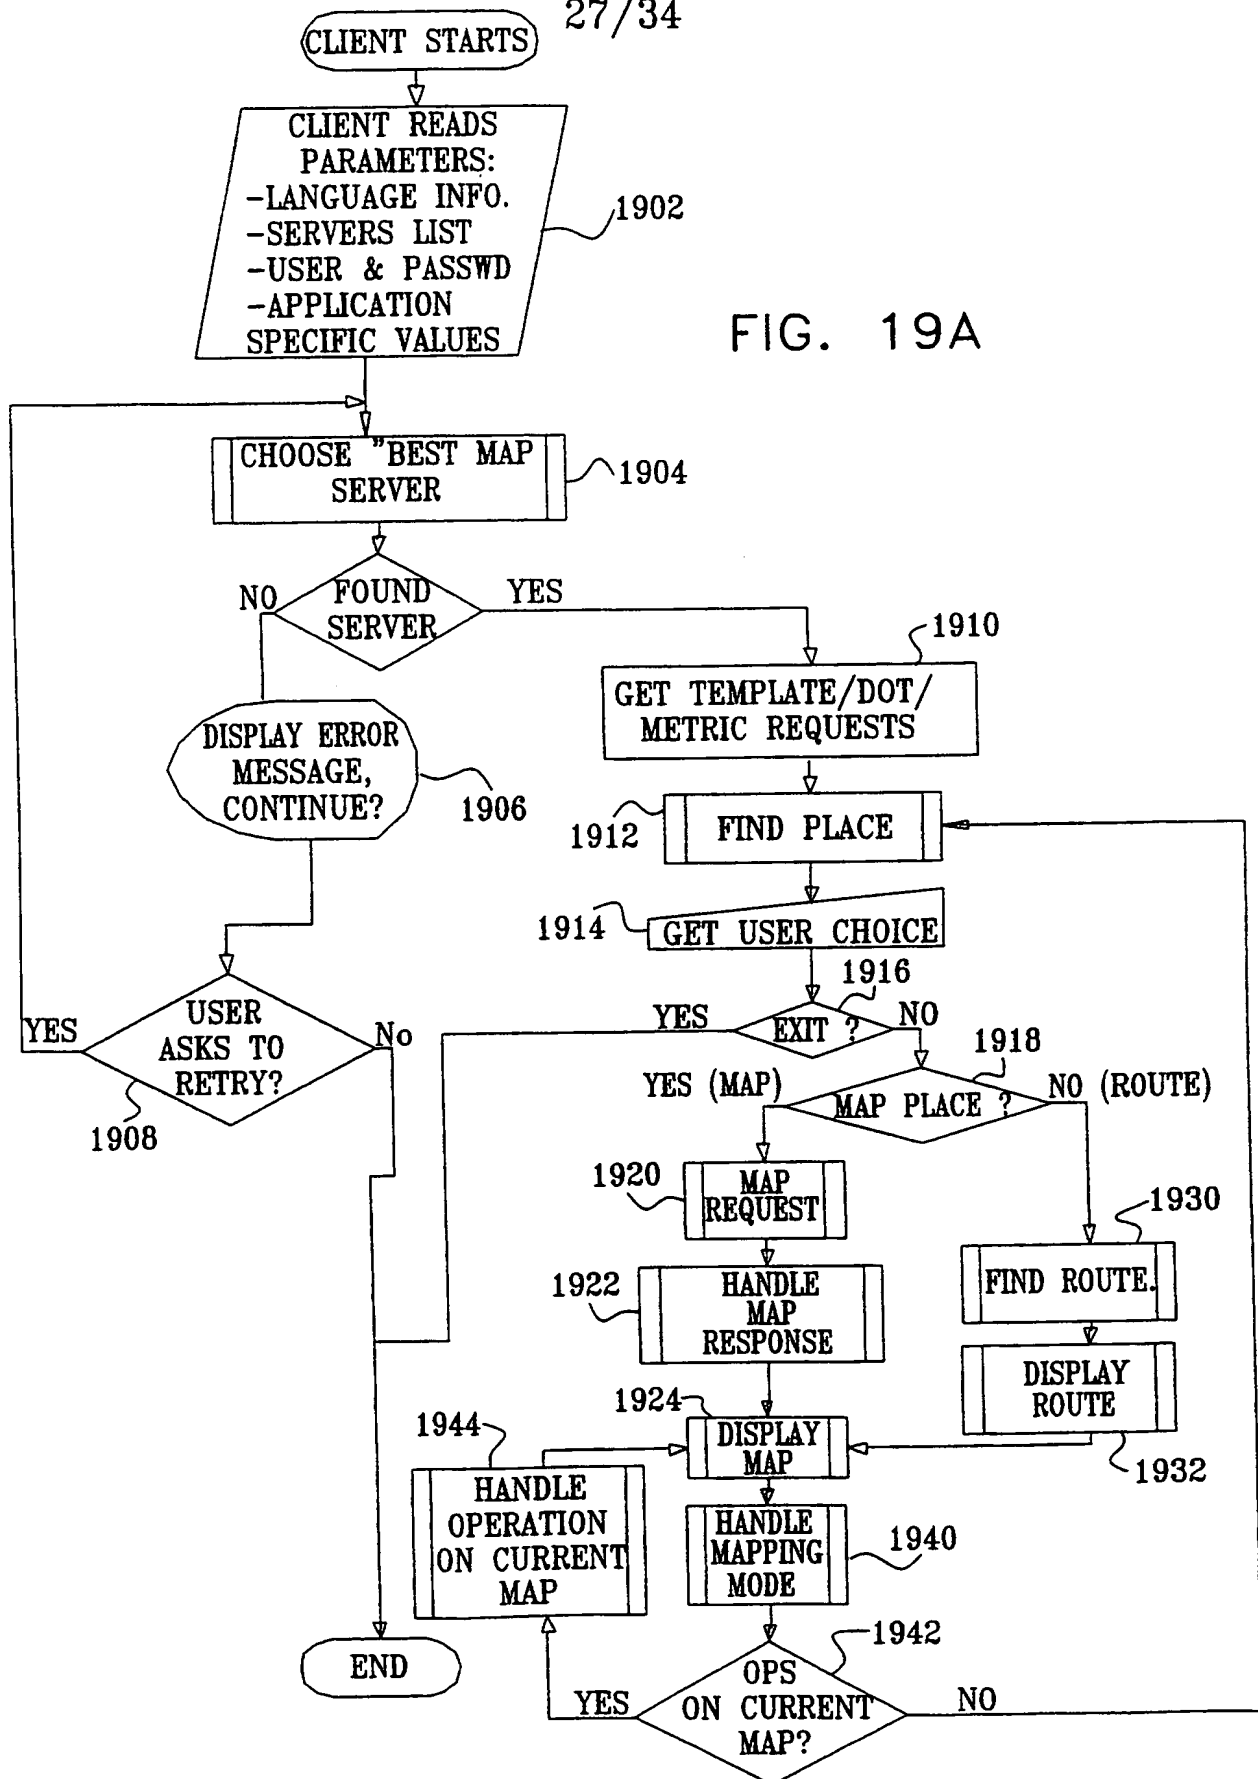 27/34
CLIENT STARTS
CLIENT READS
PARAMETERS:
-LANGUAGE INFO.
-SERVERS LIST
-USER & PASSWD
-APPLICATION
SPECIFIC VALUES
1902
FIG. 19A
CHOOSE "BEST MAP
SERVER
1904
FOUND
SERVER
NO
YES
1910
GET TEMPLATE/DOT/
METRIC REQUESTS
DISPLAY ERROR
MESSAGE,
CONTINUE?
1906
1912
FIND PLACE
1914
GET USER CHOICE
1916
EXIT ?
YES
NO
USER
ASKS TO
RETRY?
YES
No
1908
1918
MAP PLACE ?
YES (MAP)
NO (ROUTE)
1920
MAP
REQUEST
1930
FIND ROUTE.
1922
HANDLE
MAP
RESPONSE
DISPLAY
ROUTE
1932
1924
DISPLAY
MAP
1944
HANDLE
OPERATION
ON CURRENT
MAP
HANDLE
MAPPING
MODE
1940
1942
OPS
ON CURRENT
MAP?
YES
NO
END